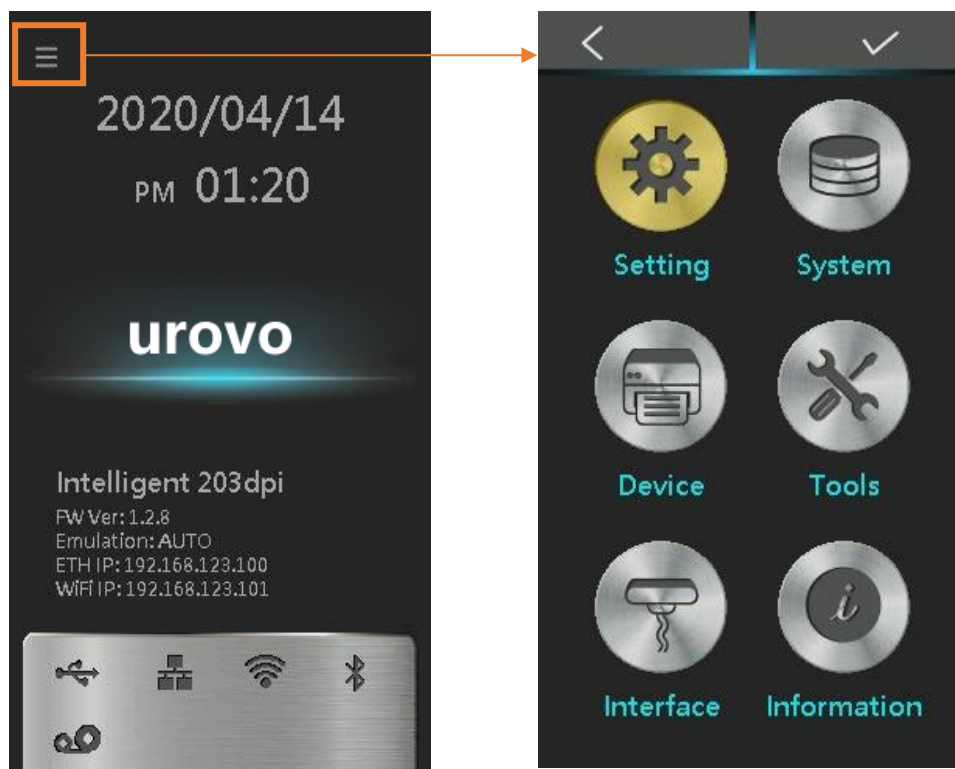 2020/04/14
PM 01:20
urovo
Intelligent 203dpi
FW Ver: 1.2.8
Emulation: AUTO
ETH IP: 192.168.123.100
WiFi IP: 192.168.123.101
Setting System
Device Tools
Interface Information